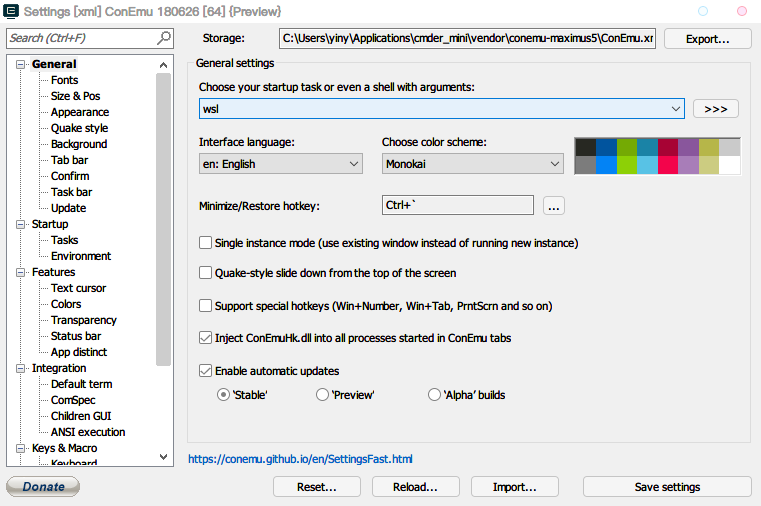 Settings [xml] ConEmu 180626 [64] {Preview}
Search (Ctrl+F)
Storage:
C:\Users\yiny\Applications\cmder_mini\vendor\conemu-maximus5\ConEmu.xm
Export...
General
Fonts
Size & Pos
Appearance
Quake style
Background
Tab bar
Confirm
Task bar
Update
Startup
Tasks
Environment
Features
Text cursor
Colors
Transparency
Status bar
App distinct
Integration
Default term
ComSpec
Children GUI
ANSI execution
Keys & Macro
Keyboard
General settings
Choose your startup task or even a shell with arguments:
wsl
>>>
Interface language:
Choose color scheme:
en: English
Monokai
Minimize/Restore hotkey:
Ctrl+`
...
Single instance mode (use existing window instead of running new instance)
Quake-style slide down from the top of the screen
Support special hotkeys (Win+Number, Win+Tab, PrntScrn and so on)
Inject ConEmuHk.dll into all processes started in ConEmu tabs
Enable automatic updates
‘Stable’
‘Preview’
‘Alpha’ builds
https://conemu.github.io/en/SettingsFast.html
Donate
Reset...
Reload...
Import...
Save settings